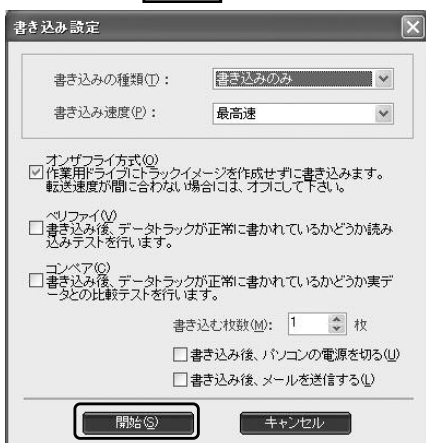 書き込み設定
書き込みの種類(T)：
書き込みのみ
書き込み速度(P)：
最高速
オンザフライ方式(O)
作業用ドライブにトラックイメージを作成せずに書き込みます。
転送速度が間に合わない場合には、オフにして下さい。
ベリファイ(V)
書き込み後、データトラックが正常に書かれているかどうか読み
込みテストを行います。
コンペア(C)
書き込み後、データトラックが正常に書かれているかどうか実デ
ータとの比較テストを行います。
書き込む枚数(M): 1 枚
書き込み後、パソコンの電源を切る(U)
書き込み後、メールを送信する(L)
開始(S)
キャンセル